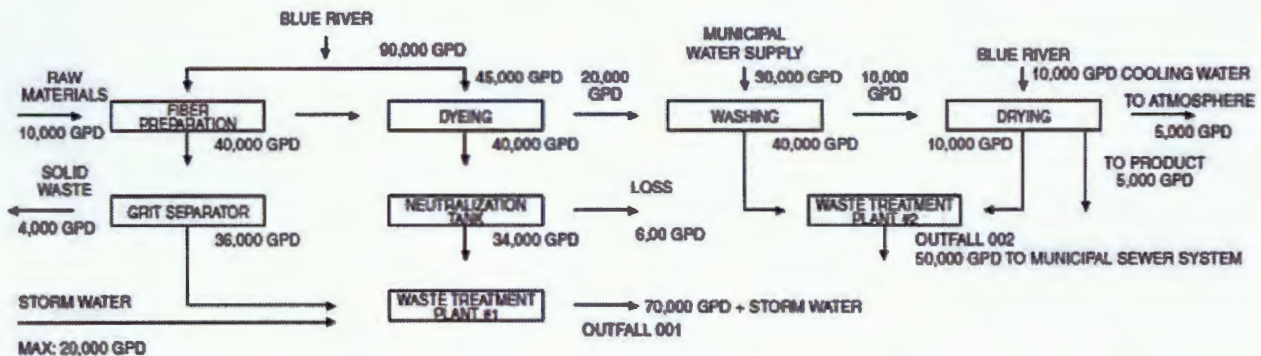 BLUE RIVER
90,000 GPD
RAW
MATERIALS
10,000 GPD
FIBER
PREPARATION
40,000 GPD
45,000 GPD
DYEING
40,000 GPD
20,000
GPD
MUNICIPAL
WATER SUPPLY
30,000 GPD
WASHING
40,000 GPD
10,000
GPD
BLUE RIVER
10,000 GPD COOLING WATER
DRYING
10,000 GPD
TO ATMOSPHERE
5,000 GPD
TO PRODUCT
5,000 GPD
SOLID
WASTE
4,000 GPD
GRIT SEPARATOR
36,000 GPD
NEUTRALIZATION
TANK
34,000 GPD
LOSS
6,00 GPD
WASTE TREATMENT
PLANT #2
OUTFALL 002
50,000 GPD TO MUNICIPAL SEWER SYSTEM
STORM WATER
MAX: 20,000 GPD
WASTE TREATMENT
PLANT #1
70,000 GPD + STORM WATER
OUTFALL 001